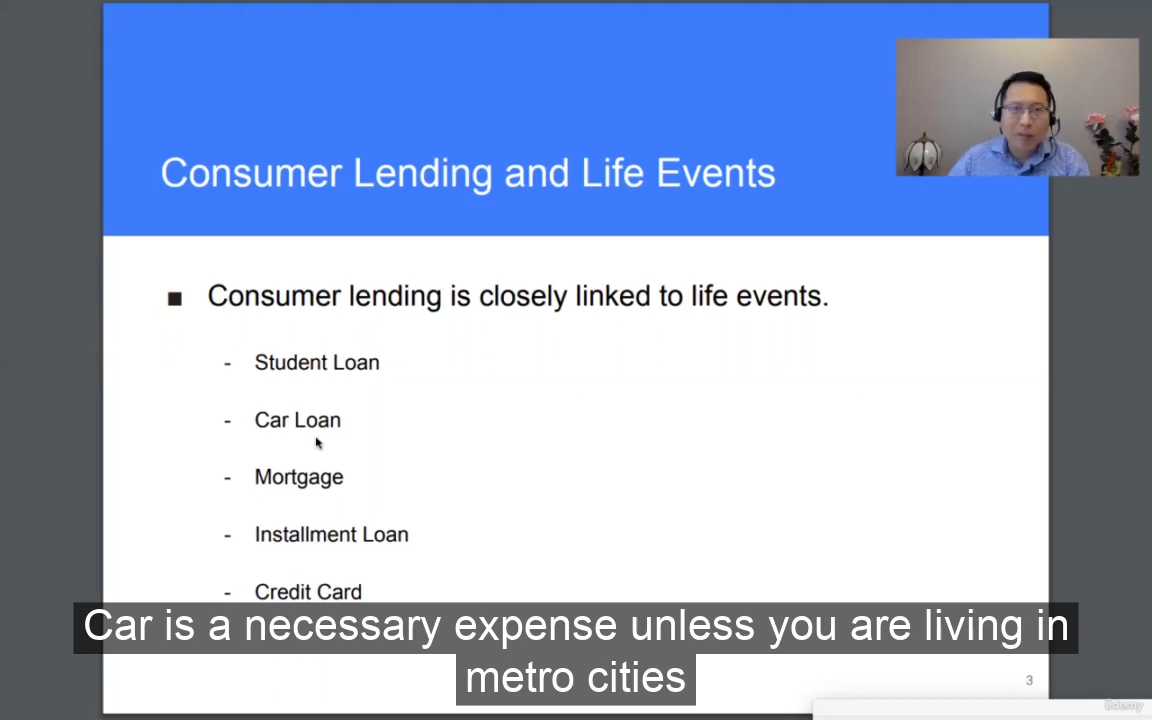 Consumer Lending and Life Events
■ Consumer lending is closely linked to life events.
- Student Loan
- Car Loan
- Mortgage
- Installment Loan
- Credit Card
Car is a necessary expense unless you are living in
metro cities
3
ûdemy